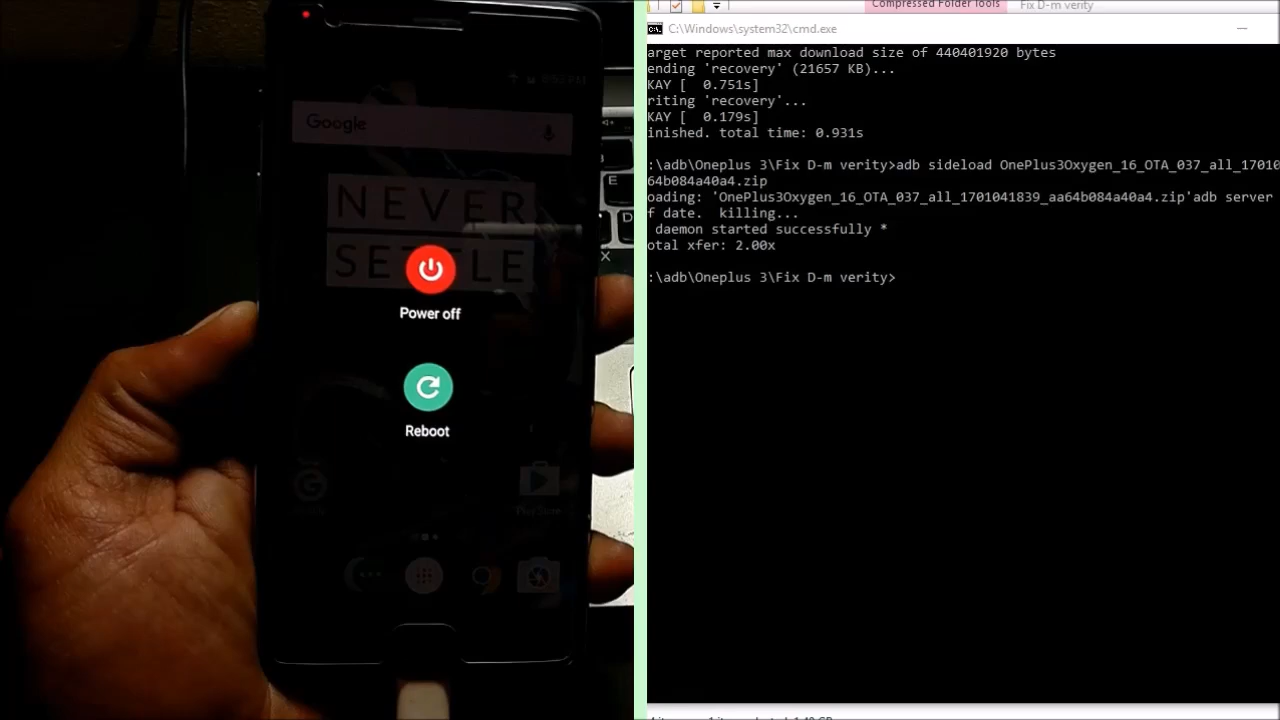 Google
NEVER
SETTLE
Power off
Reboot
Play Store
E
D
X
Compressed Folder Tools
Fix D-m verity
C:\Windows\system32\cmd.exe
arget reported max download size of 440401920 bytes
ending 'recovery' (21657 KB)...
KAY [  0.751s]
riting 'recovery'...
KAY [  0.179s]
inished. total time: 0.931s
:\adb\Oneplus 3\Fix D-m verity>adb sideload OnePlus3Oxygen_16_OTA_037_all_17010
64b084a40a4.zip
oading: 'OnePlus3Oxygen_16_OTA_037_all_1701041839_aa64b084a40a4.zip'adb server
f date.  killing...
daemon started successfully *
otal xfer: 2.00x
:\adb\Oneplus 3\Fix D-m verity>